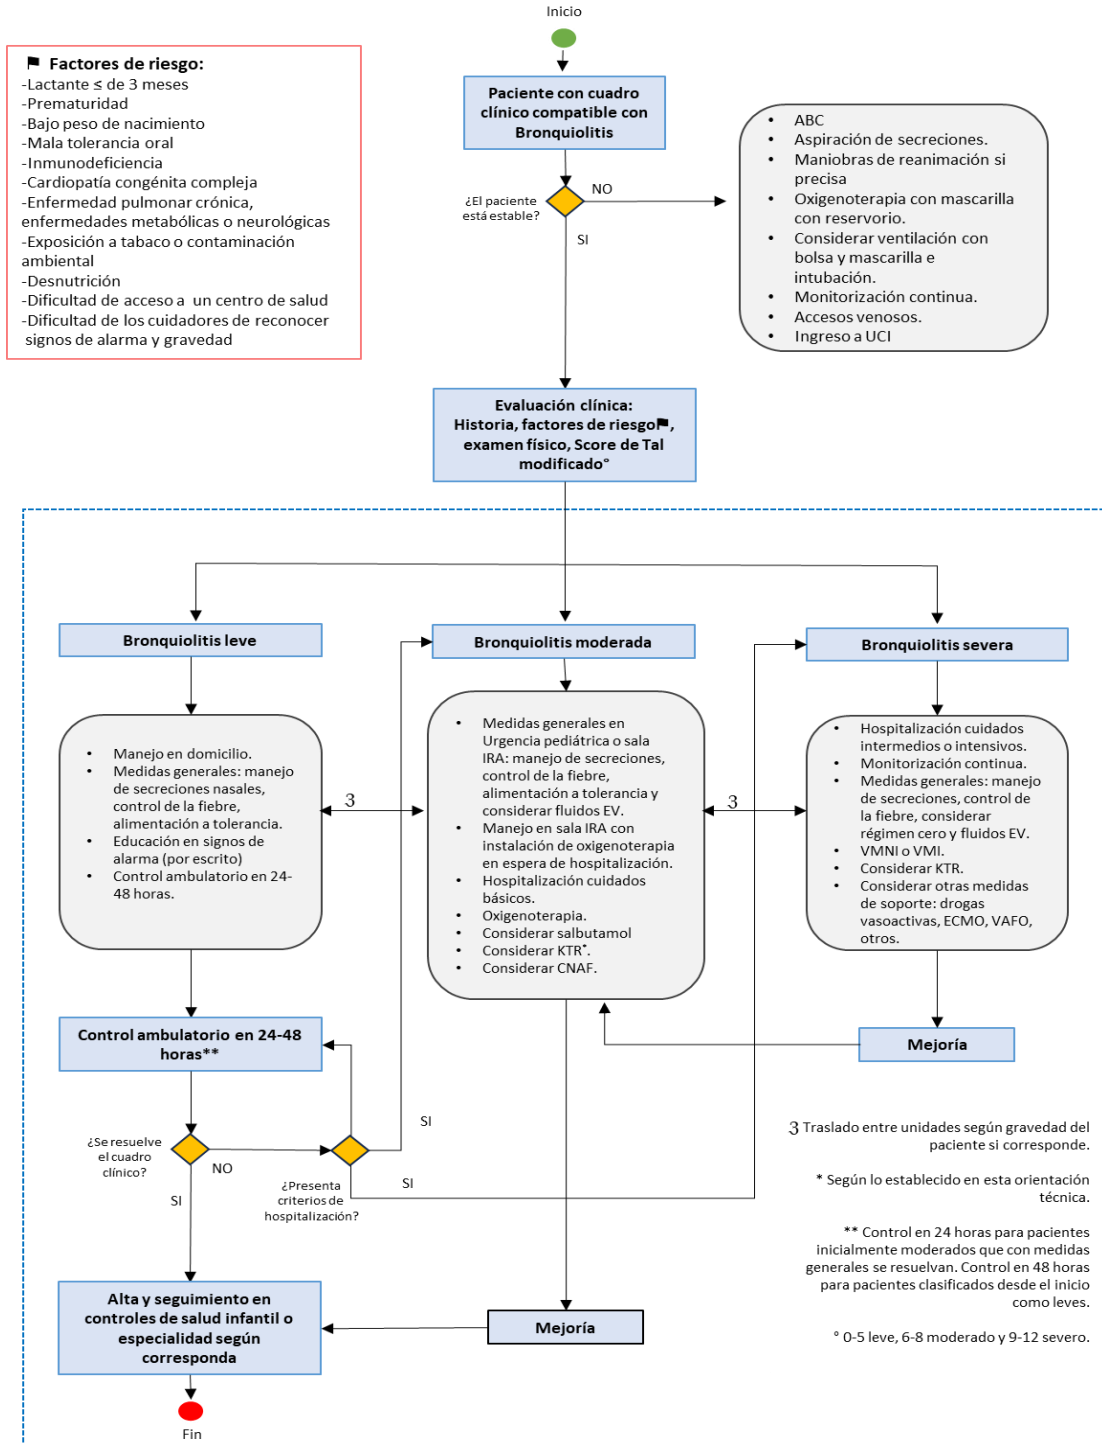 Inicio
⚑ Factores de riesgo:
-Lactante ≤ de 3 meses
-Prematuridad
-Bajo peso de nacimiento
-Mala tolerancia oral
-Inmunodeficiencia
-Cardiopatía congénita compleja
-Enfermedad pulmonar crónica,
enfermedades metabólicas o neurológicas
-Exposición a tabaco o contaminación
ambiental
-Desnutrición
-Dificultad de acceso a un centro de salud
-Dificultad de los cuidadores de reconocer
signos de alarma y gravedad
Paciente con cuadro
clínico compatible con
Bronquiolitis
¿El paciente
está estable?
NO
SI
• ABC
• Aspiración de secreciones.
• Maniobras de reanimación si
precisa
• Oxigenoterapia con mascarilla
con reservorio.
• Considerar ventilación con
bolsa y mascarilla e
intubación.
• Monitorización continua.
• Accesos venosos.
• Ingreso a UCI
Evaluación clínica:
Historia, factores de riesgo⚑,
examen físico, Score de Tal
modificado°
Bronquiolitis leve
Bronquiolitis moderada
Bronquiolitis severa
• Manejo en domicilio.
• Medidas generales: manejo
de secreciones nasales,
control de la fiebre,
alimentación a tolerancia.
• Educación en signos de
alarma (por escrito)
• Control ambulatorio en 24-
48 horas.
3
• Medidas generales en
Urgencia pediátrica o sala
IRA: manejo de secreciones,
control de la fiebre,
alimentación a tolerancia y
considerar fluidos EV.
• Manejo en sala IRA con
instalación de oxigenoterapia
en espera de hospitalización.
• Hospitalización cuidados
básicos.
• Oxigenoterapia.
• Considerar salbutamol
• Considerar KTR*.
• Considerar CNAF.
3
• Hospitalización cuidados
intermedios o intensivos.
• Monitorización continua.
• Medidas generales: manejo
de secreciones, control de
la fiebre, considerar
régimen cero y fluidos EV.
• VMNI o VMI.
• Considerar KTR.
• Considerar otras medidas
de soporte: drogas
vasoactivas, ECMO, VAFO,
otros.
Control ambulatorio en 24-48
horas**
Mejoría
¿Se resuelve
el cuadro
clínico?
NO
SI
¿Presenta
criterios de
hospitalización?
SI
SI
3 Traslado entre unidades según gravedad del
paciente si corresponde.
* Según lo establecido en esta orientación
técnica.
** Control en 24 horas para pacientes
inicialmente moderados que con medidas
generales se resuelvan. Control en 48 horas
para pacientes clasificados desde el inicio
como leves.
° 0-5 leve, 6-8 moderado y 9-12 severo.
Alta y seguimiento en
controles de salud infantil o
especialidad según
corresponda
Mejoría
Fin